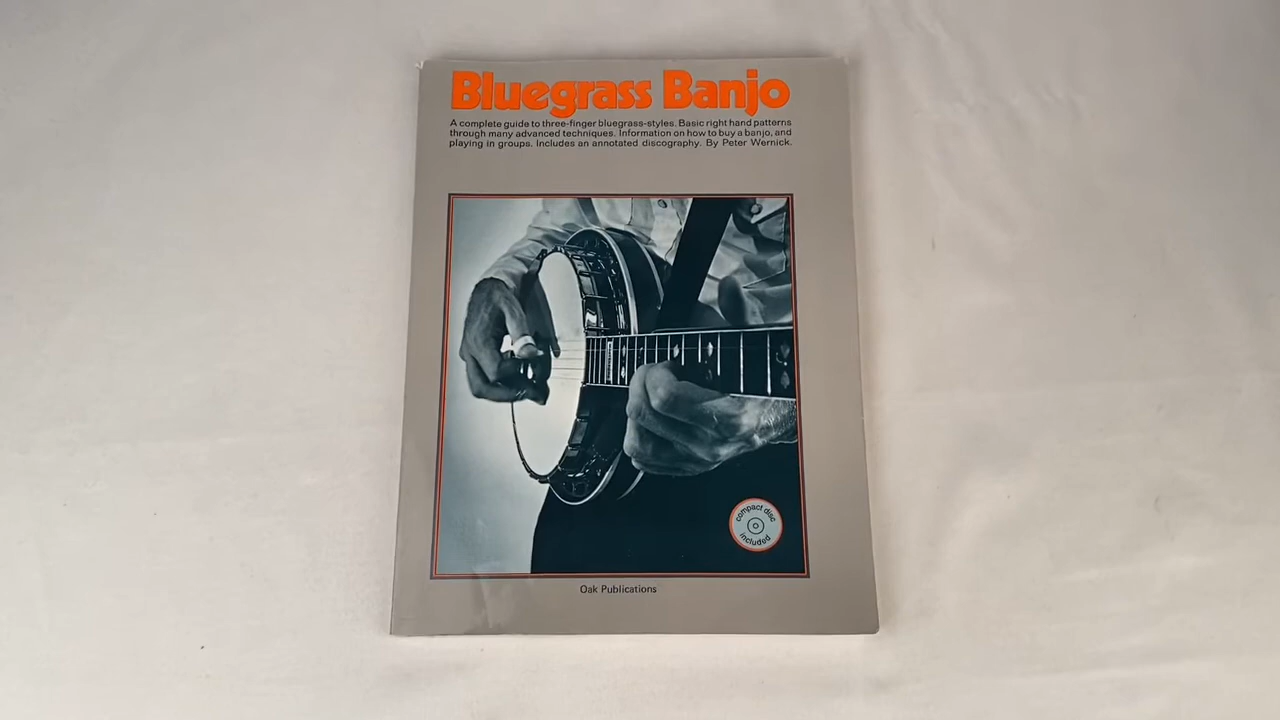 Bluegrass Banjo
A complete guide to three-finger bluegrass-styles. Basic right hand patterns
through many advanced techniques. Information on how to buy a banjo, and
playing in groups. Includes an annotated discography. By Peter Wernick.
compact disc
included
Oak Publications